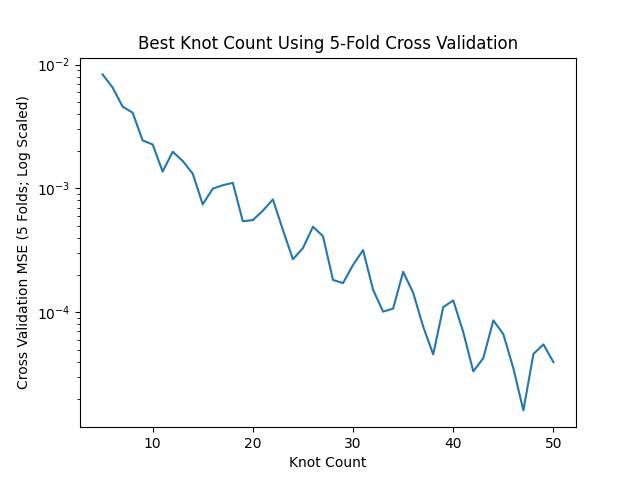 Best Knot Count Using 5-Fold Cross Validation
Cross Validation MSE (5 Folds; Log Scaled)
10⁻²
10⁻³
10⁻⁴
10 20 30 40 50
Knot Count